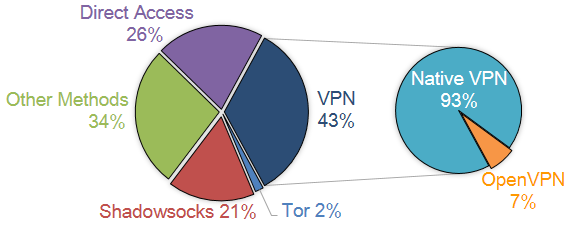 Direct Access
26%
Other Methods
34%
VPN
43%
Shadowsocks 21%
Tor 2%
Native VPN
93%
OpenVPN
7%